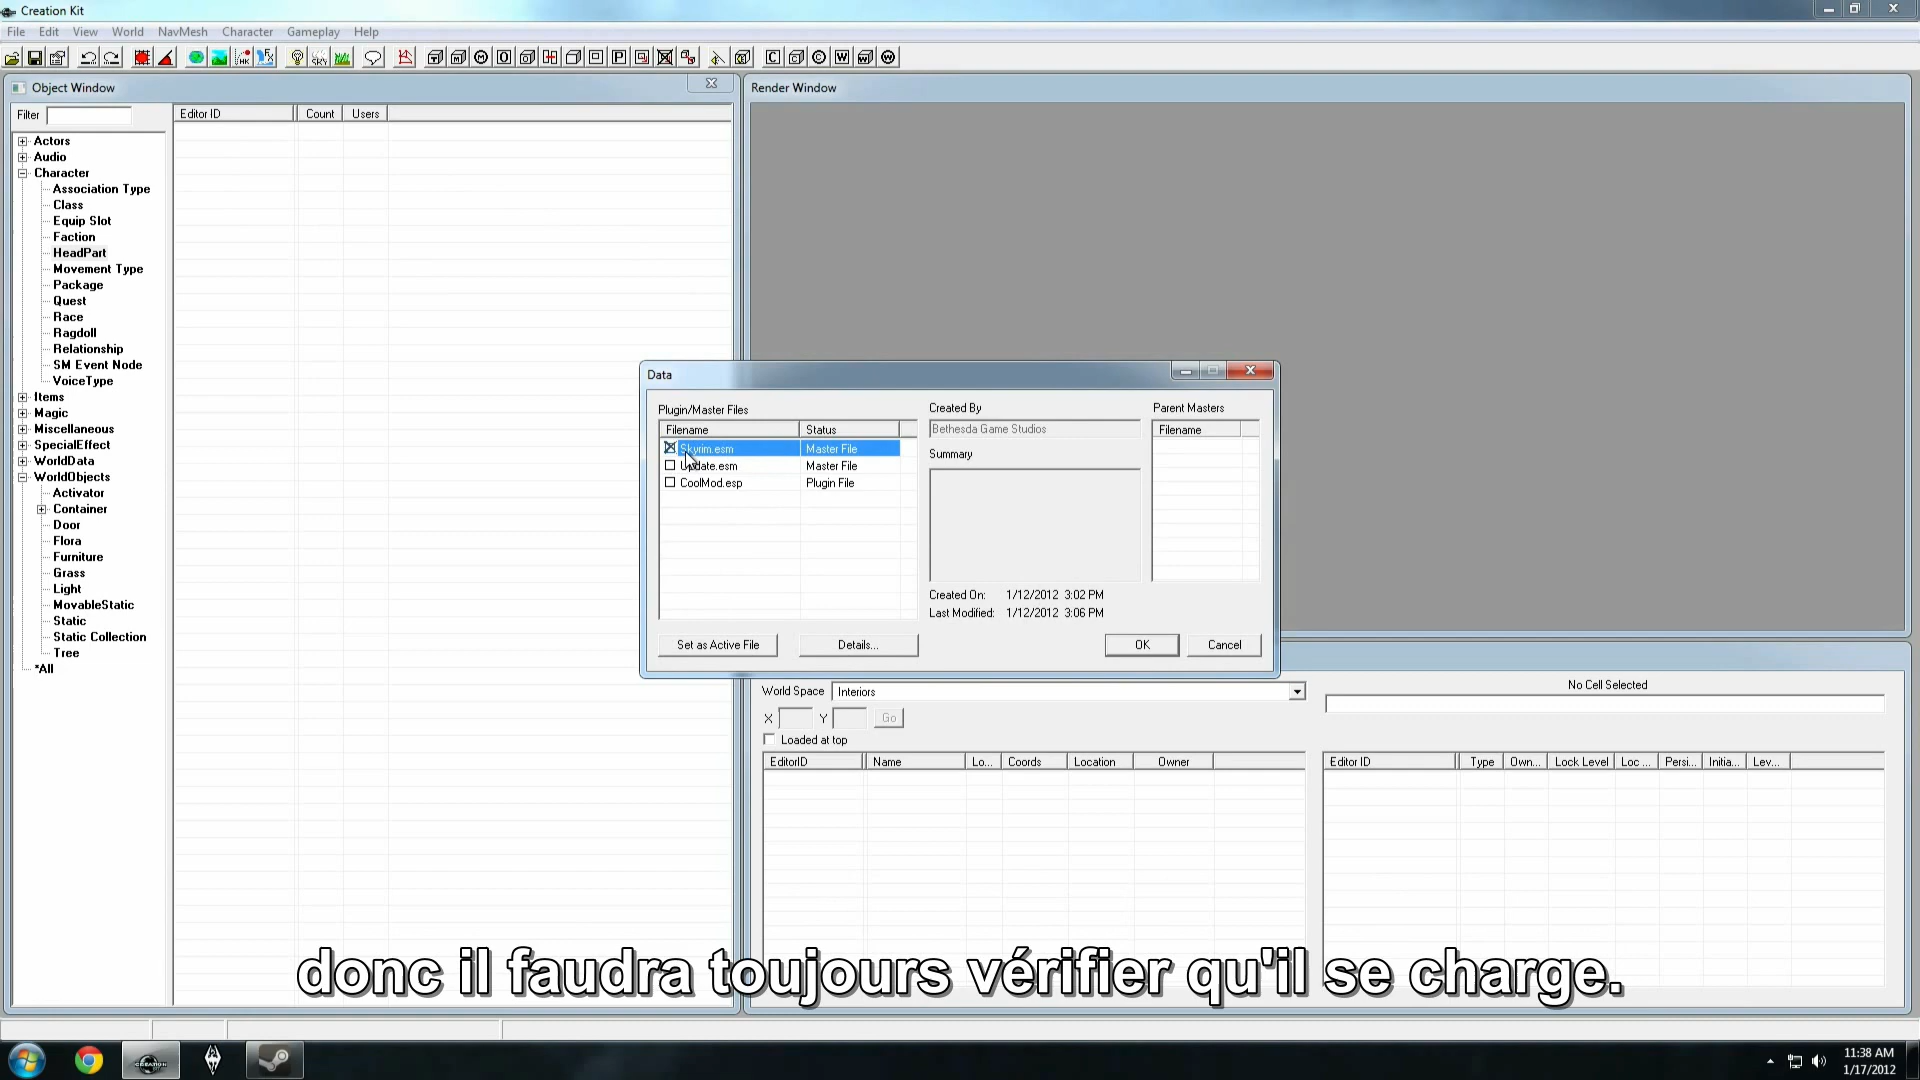 Creation Kit
File Edit View World NavMesh Character Gameplay Help
Object Window
Filter
Editor ID Count Users
Actors
Audio
Character
Association Type
Class
Equip Slot
Faction
HeadPart
Movement Type
Package
Quest
Race
Ragdoll
Relationship
SM Event Node
VoiceType
Items
Magic
Miscellaneous
SpecialEffect
WorldData
WorldObjects
Activator
Container
Door
Flora
Furniture
Grass
Light
MovableStatic
Static
Static Collection
Tree
*All
Render Window
Data
Plugin/Master Files
Filename Status
Skyrim.esm Master File
Update.esm Master File
CoolMod.esp Plugin File
Created By
Bethesda Game Studios
Summary
Parent Masters
Filename
Created On: 1/12/2012 3:02 PM
Last Modified: 1/12/2012 3:06 PM
Set as Active File Details... OK Cancel
World Space Interiors
X Y Go
Loaded at top
EditorID Name Lo... Coords Location Owner
No Cell Selected
Editor ID Type Own... Lock Level Loc ... Persi... Initia... Lev...
donc il faudra toujours vérifier qu'il se charge.
CREATION
11:38 AM
1/17/2012